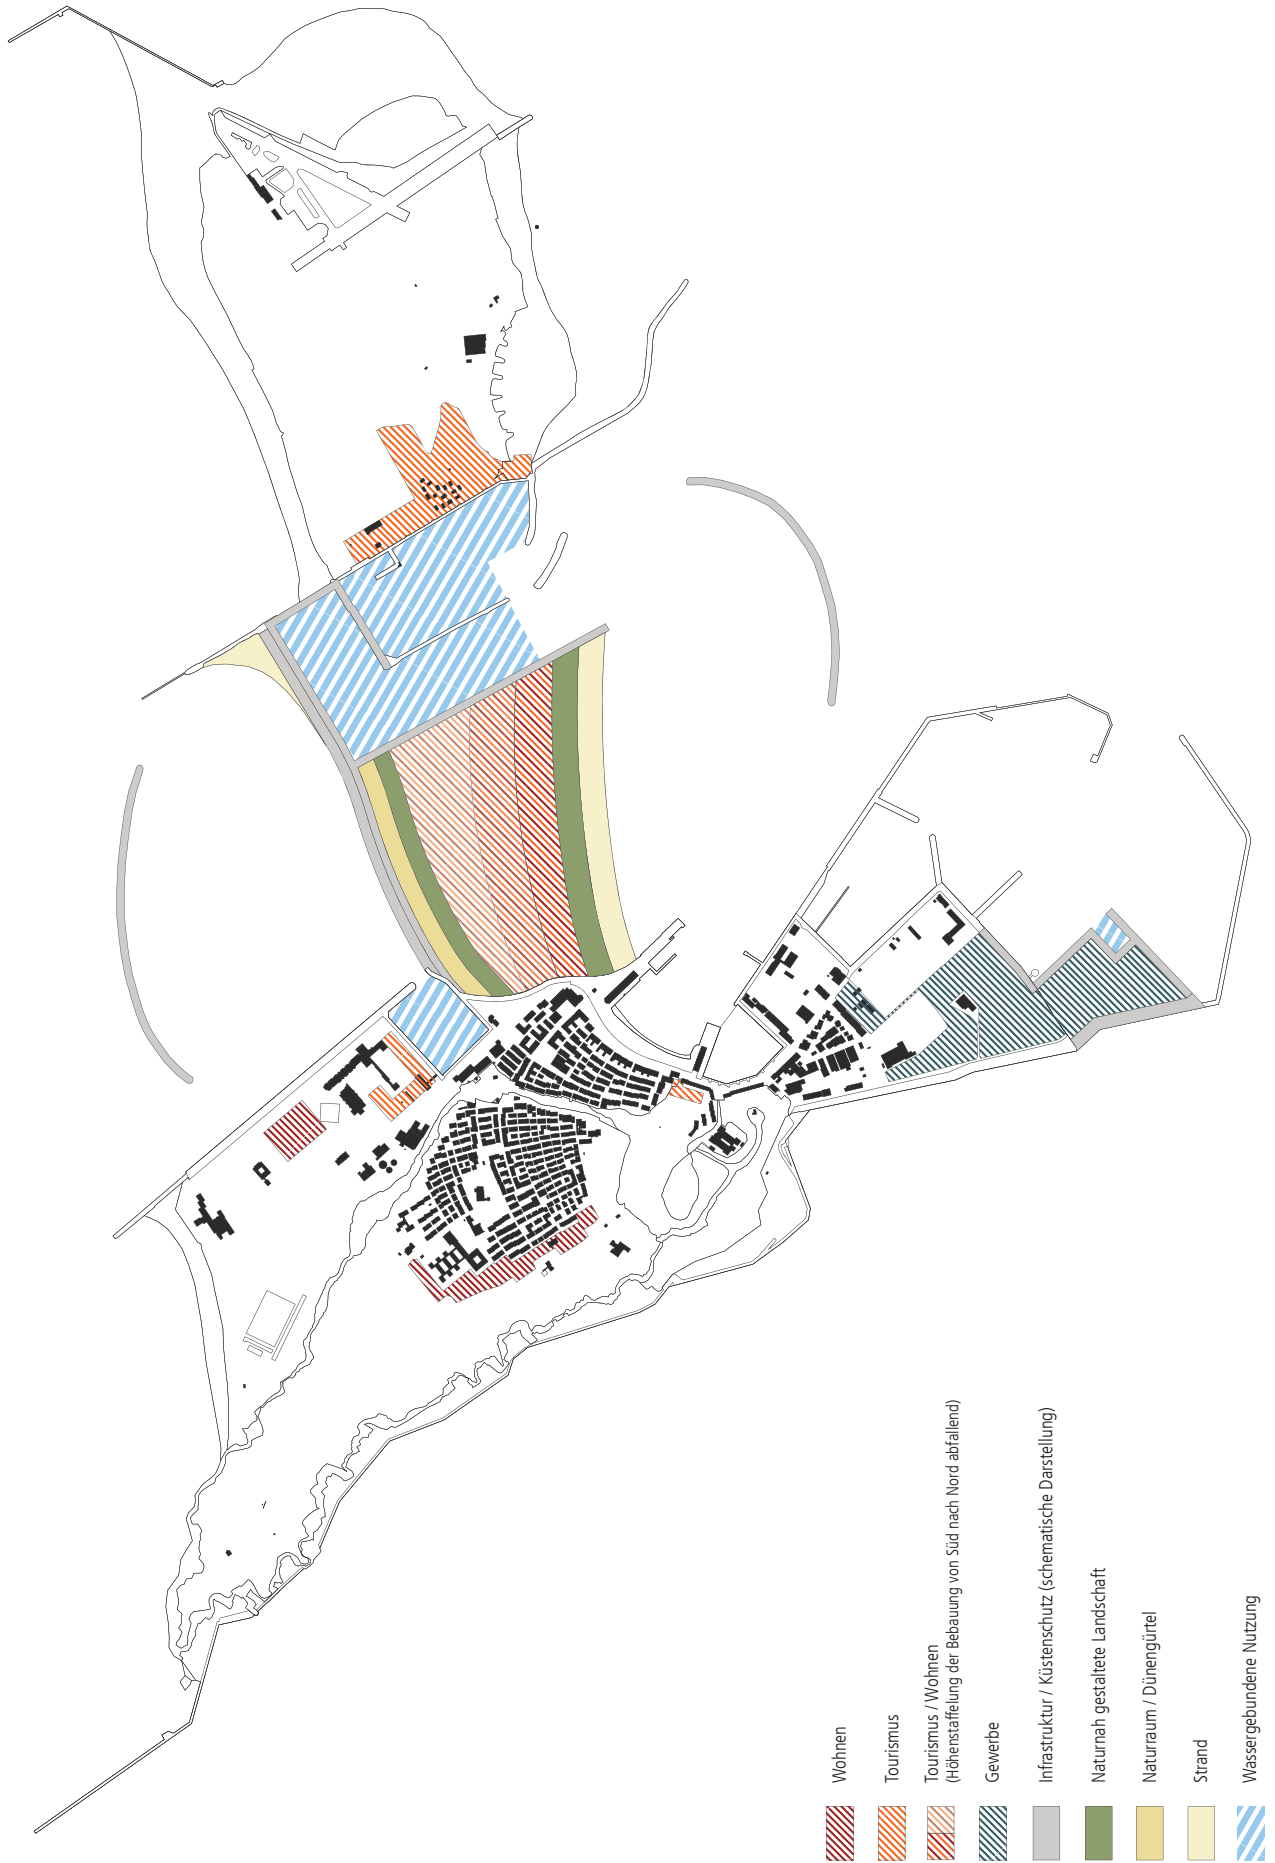 Wohnen
Tourismus
Tourismus / Wohnen
(Höhenstaffelung der Bebauung von Süd nach Nord abfallend)
Gewerbe
Infrastruktur / Küstenschutz (schematische Darstellung)
Naturnah gestaltete Landschaft
Naturraum / Dünengürtel
Strand
Wassergebundene Nutzung